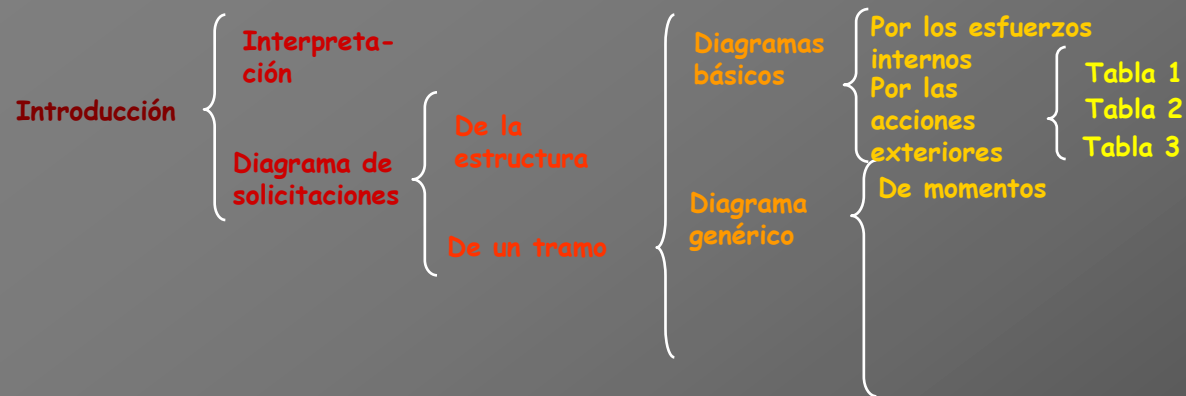 Introducción
Interpreta-
ción
Diagrama de
solicitaciones
De la
estructura
De un tramo
Diagramas
básicos
Por los esfuerzos
internos
Por las
acciones
exteriores
Tabla 1
Tabla 2
Tabla 3
Diagrama
genérico
De momentos